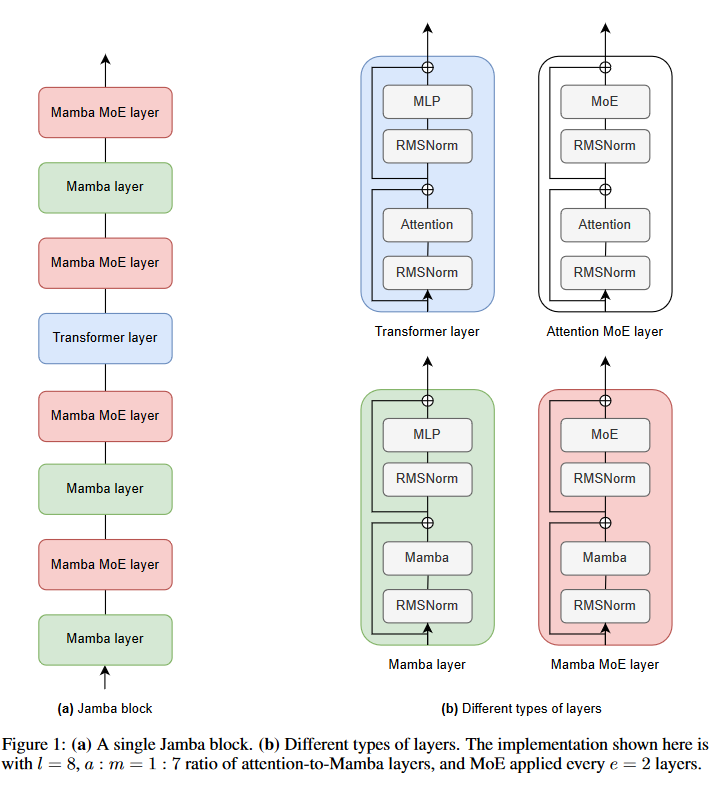 Mamba MoE layer
Mamba layer
Mamba MoE layer
Transformer layer
Mamba MoE layer
Mamba layer
Mamba MoE layer
Mamba layer
(a) Jamba block
MLP
RMSNorm
Attention
RMSNorm
Transformer layer
MoE
RMSNorm
Attention
RMSNorm
Attention MoE layer
MLP
RMSNorm
Mamba
RMSNorm
Mamba layer
MoE
RMSNorm
Mamba
RMSNorm
Mamba MoE layer
(b) Different types of layers
Figure 1: (a) A single Jamba block. (b) Different types of layers. The implementation shown here is
with l = 8, a : m = 1 : 7 ratio of attention-to-Mamba layers, and MoE applied every e = 2 layers.